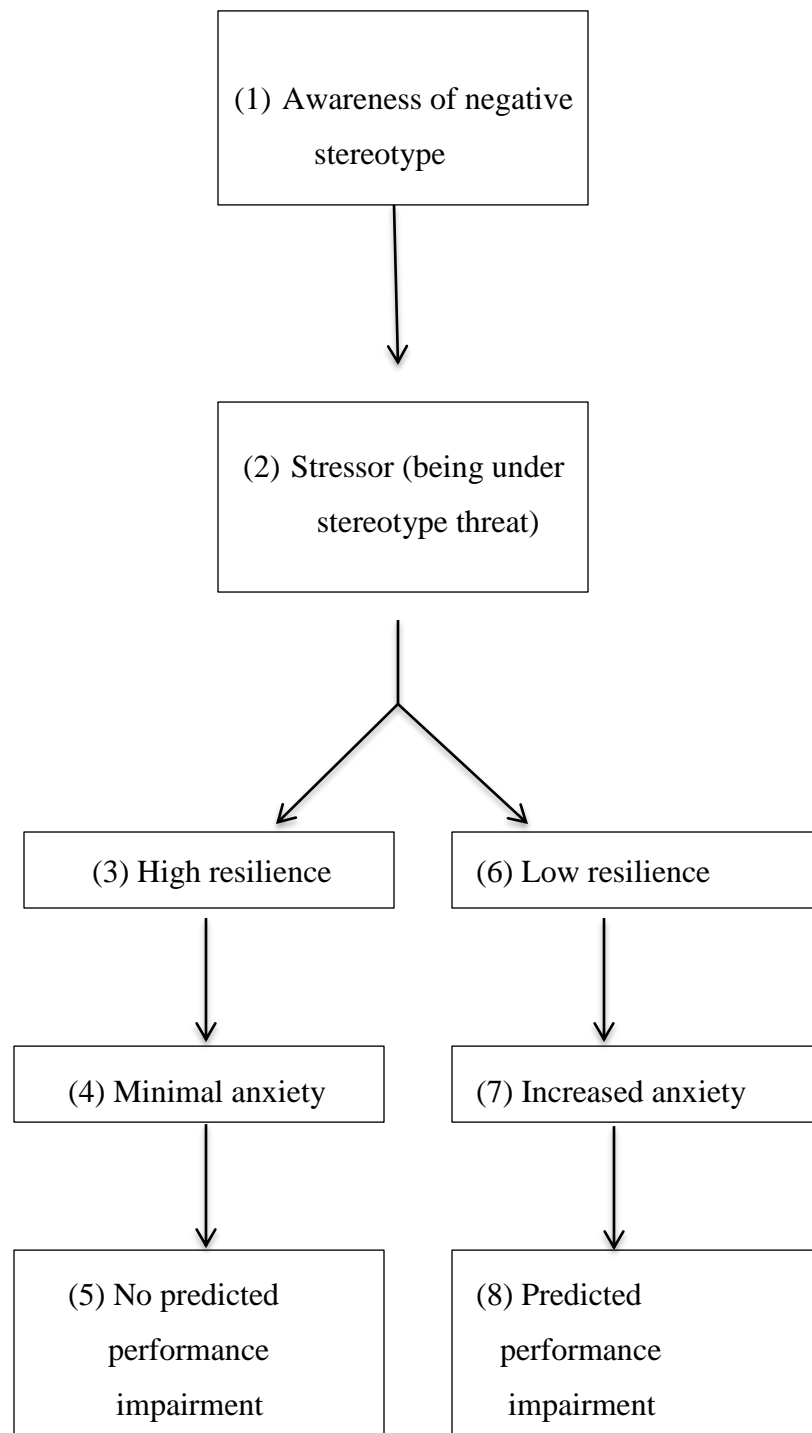 (1) Awareness of negative
stereotype
(2) Stressor (being under
stereotype threat)
(3) High resilience
(6) Low resilience
(4) Minimal anxiety
(7) Increased anxiety
(5) No predicted
performance
impairment
(8) Predicted
performance
impairment